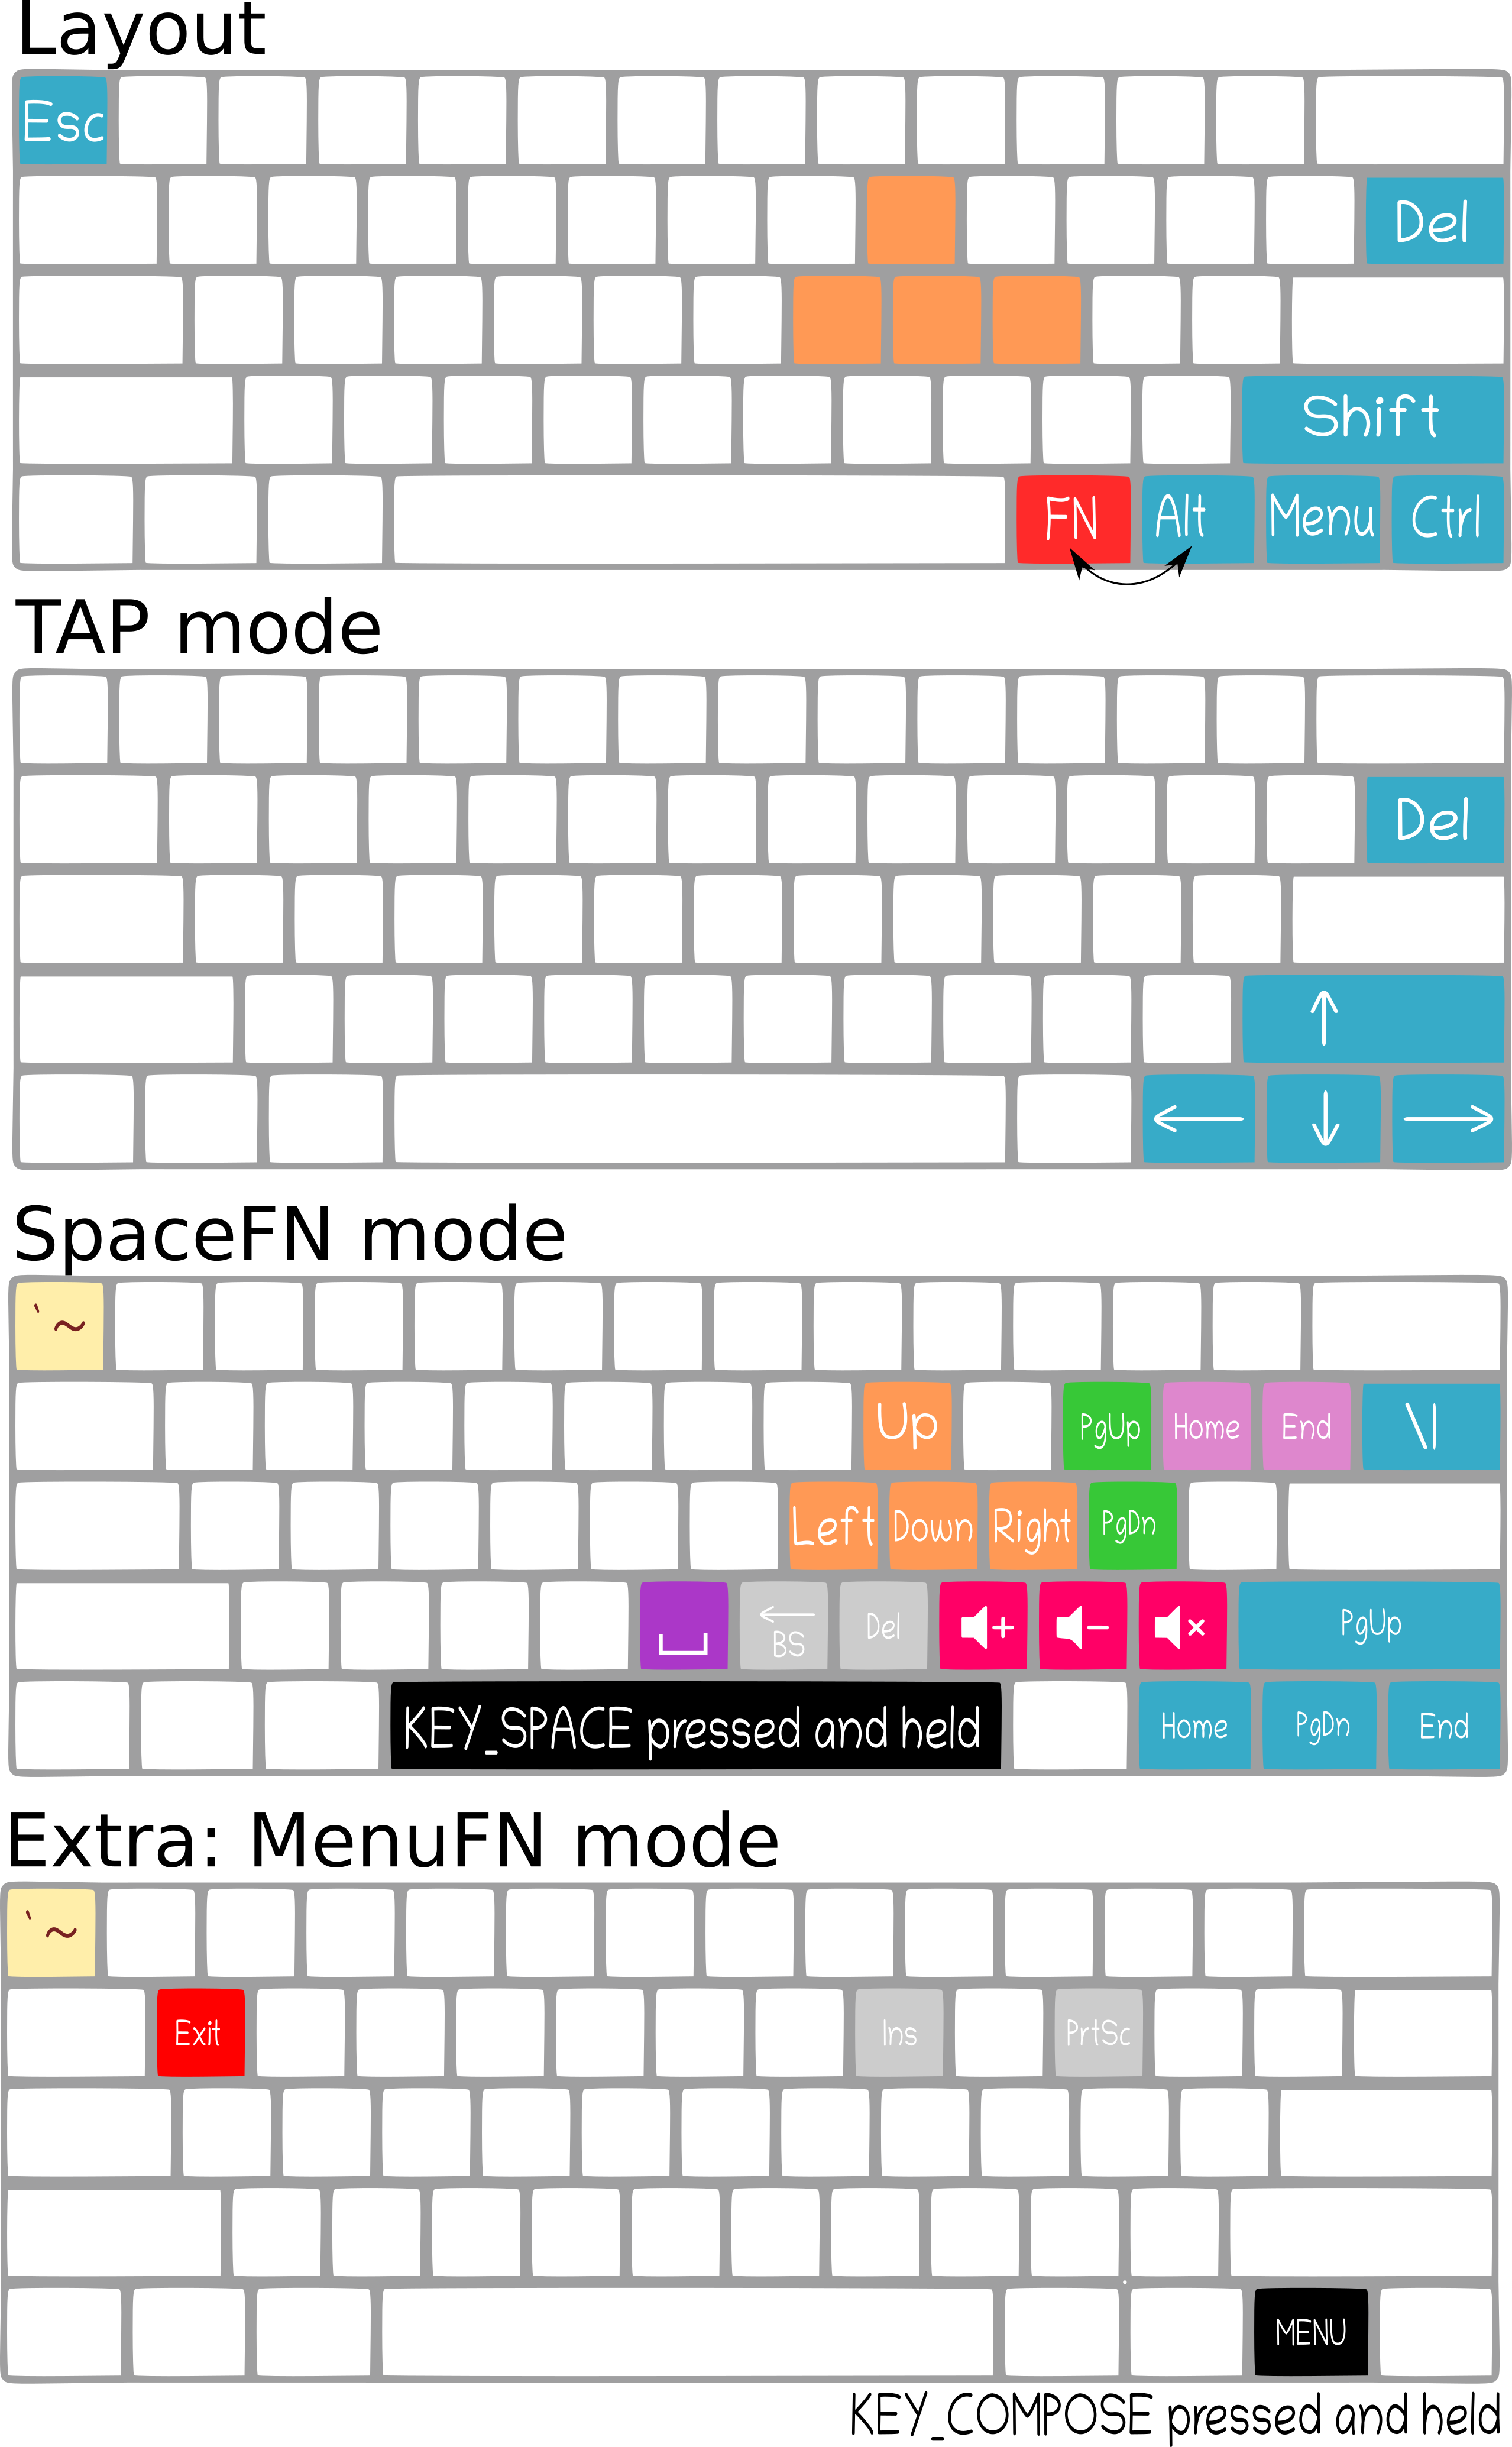 Layout
Esc
Del
Shift
FN Alt Menu Ctrl
TAP mode
Del
↑
← ↓ →
SpaceFN mode
` ~
Up PgUp Home End \|
Left Down Right PgDn
← BS Del + - × PgUp
KEY_SPACE pressed and held Home PgDn End
Extra: MenuFN mode
` ~
Exit Ins PrtSc
MENU
KEY_COMPOSE pressed and held